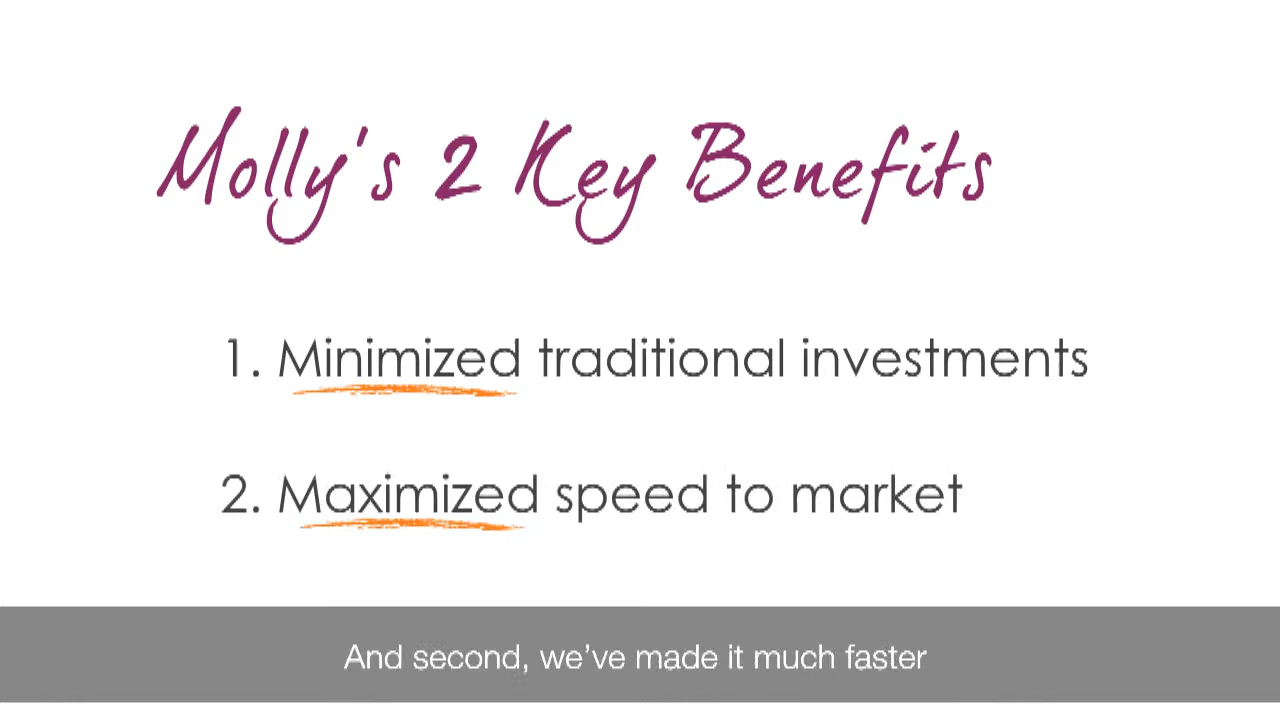 Molly's 2 Key Benefits
1. Minimized traditional investments
2. Maximized speed to market
And second, we've made it much faster